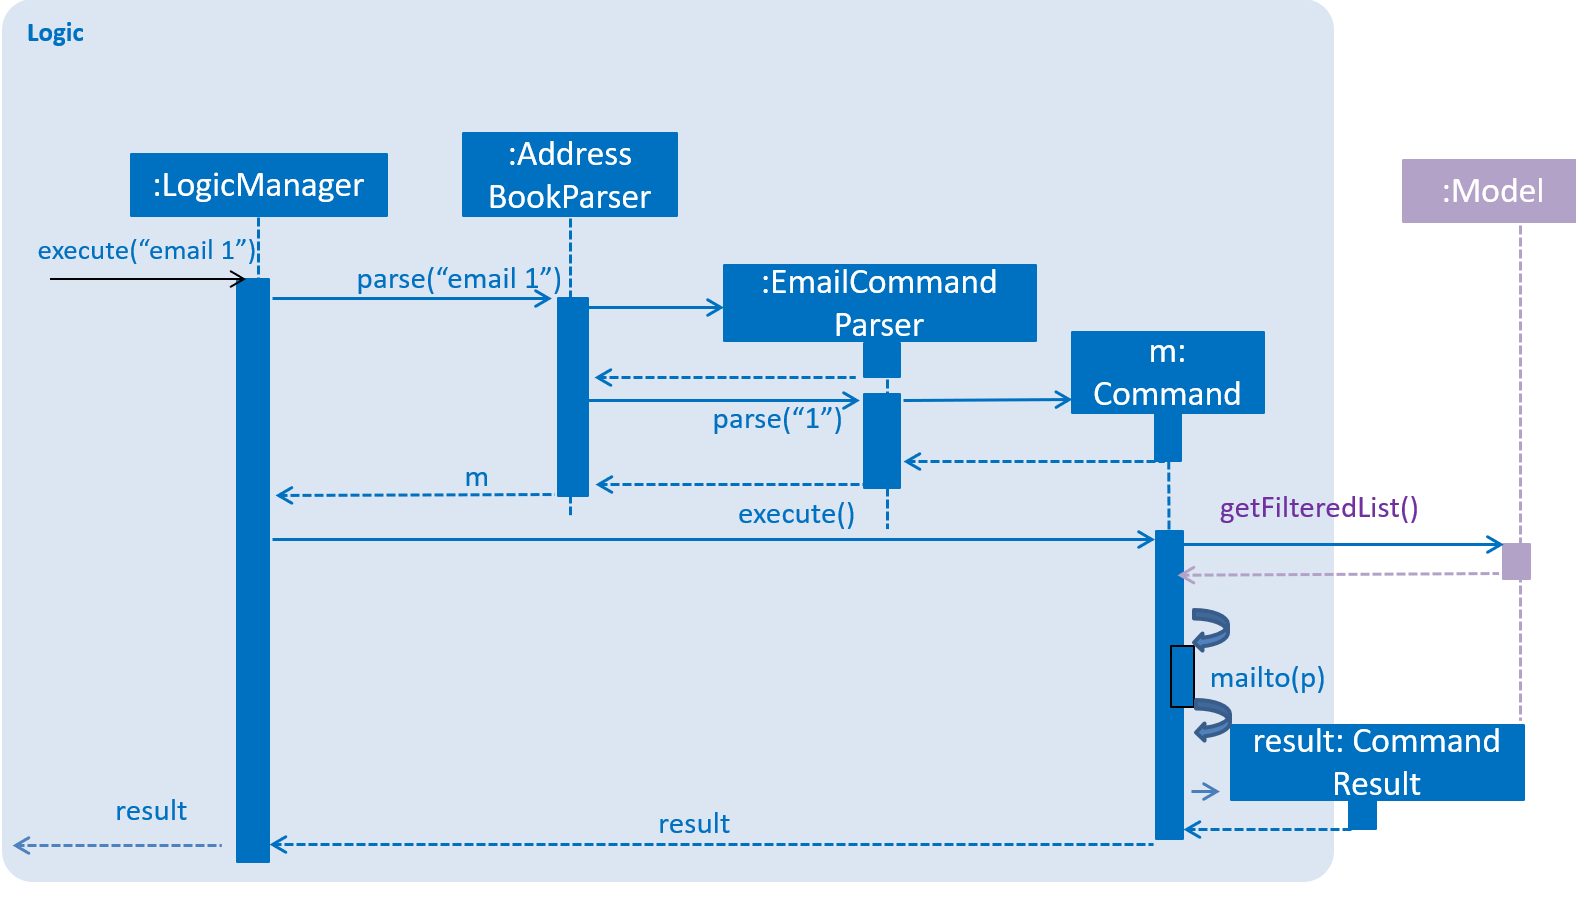 Logic
:Address
BookParser
:LogicManager
:Model
execute(“email 1”)
parse(“email 1”)
:EmailCommand
Parser
m:
Command
parse(“1”)
m
execute()
getFilteredList()
mailto(p)
result: Command
Result
result
result